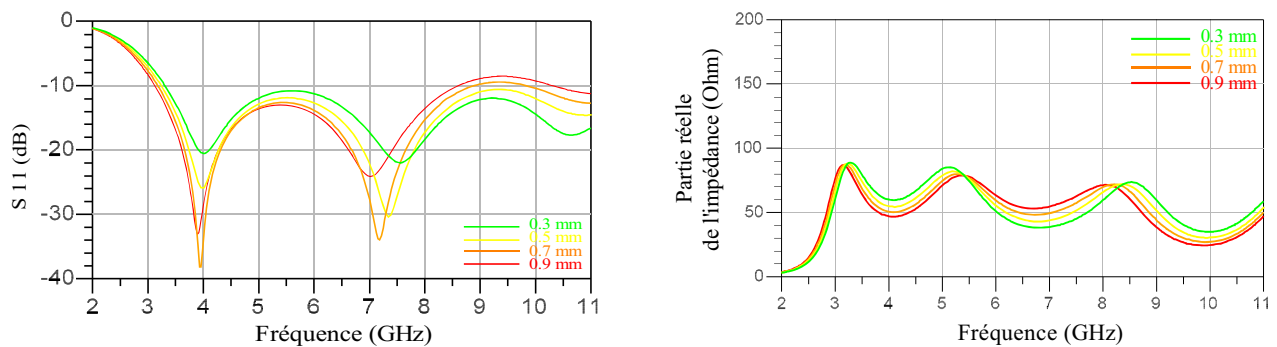 0
-10
-20
-30
-40
S 11 (dB)
2 3 4 5 6 7 8 9 10 11
Fréquence (GHz)
0.3 mm
0.5 mm
0.7 mm
0.9 mm
200
150
100
50
0
Partie réelle
de l'impédance (Ohm)
2 3 4 5 6 7 8 9 10 11
Fréquence (GHz)
0.3 mm
0.5 mm
0.7 mm
0.9 mm